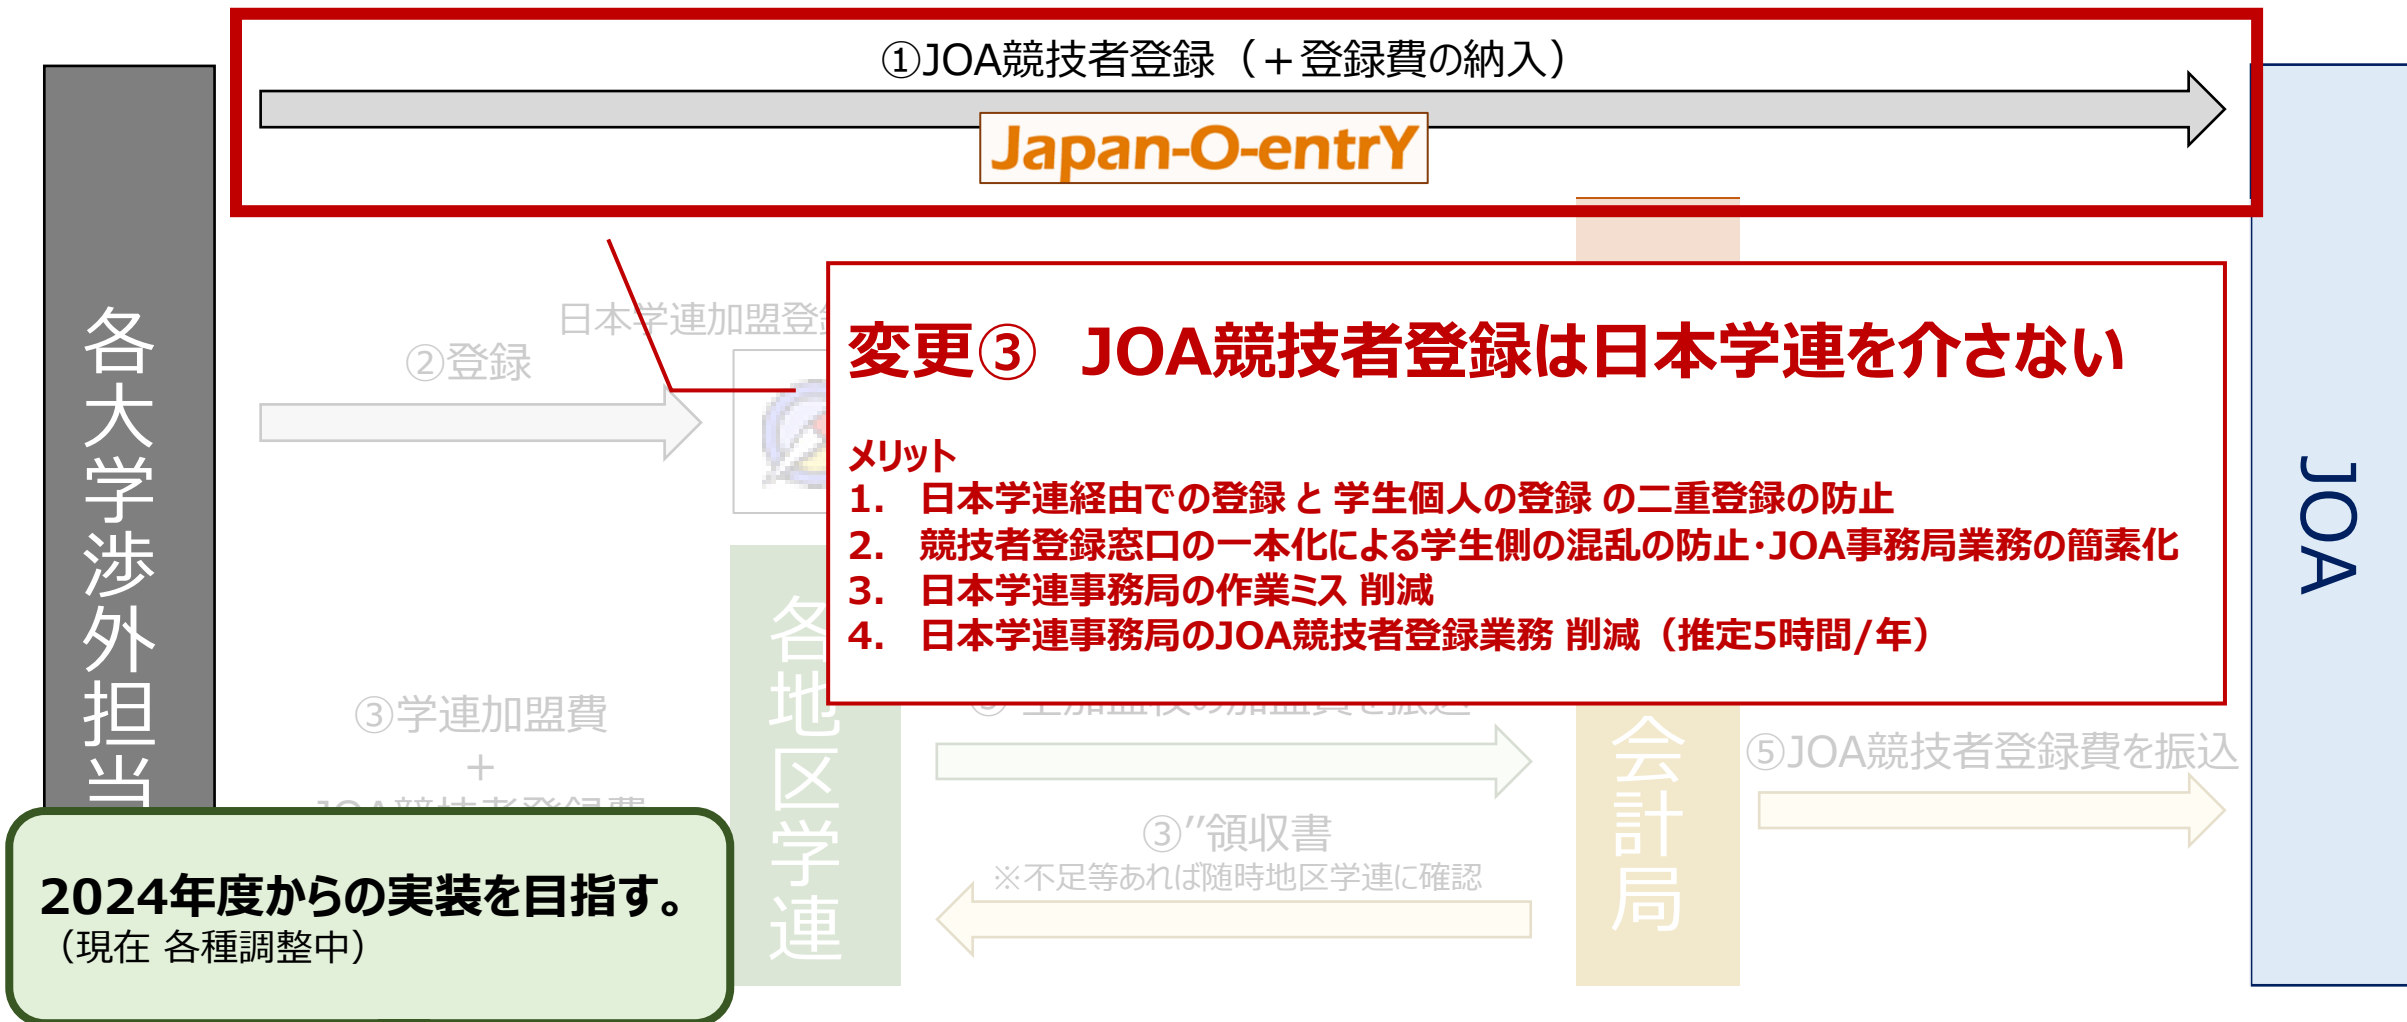 ①JOA競技者登録（＋登録費の納入）
Japan-O-entrY
各大学渉外担当
JOA
日本学連加盟登
②登録
変更③ JOA競技者登録は日本学連を介さない
メリット
1. 日本学連経由での登録 と 学生個人の登録 の二重登録の防止
2. 競技者登録窓口の一本化による学生側の混乱の防止・JOA事務局業務の簡素化
3. 日本学連事務局の作業ミス 削減
4. 日本学連事務局のJOA競技者登録業務 削減（推定5時間/年）
各地区学連
③学連加盟費
＋
JOA競技者登録費
会計局
⑤JOA競技者登録費を振込
③’’領収書
※不足等あれば随時地区学連に確認
2024年度からの実装を目指す。
（現在 各種調整中）